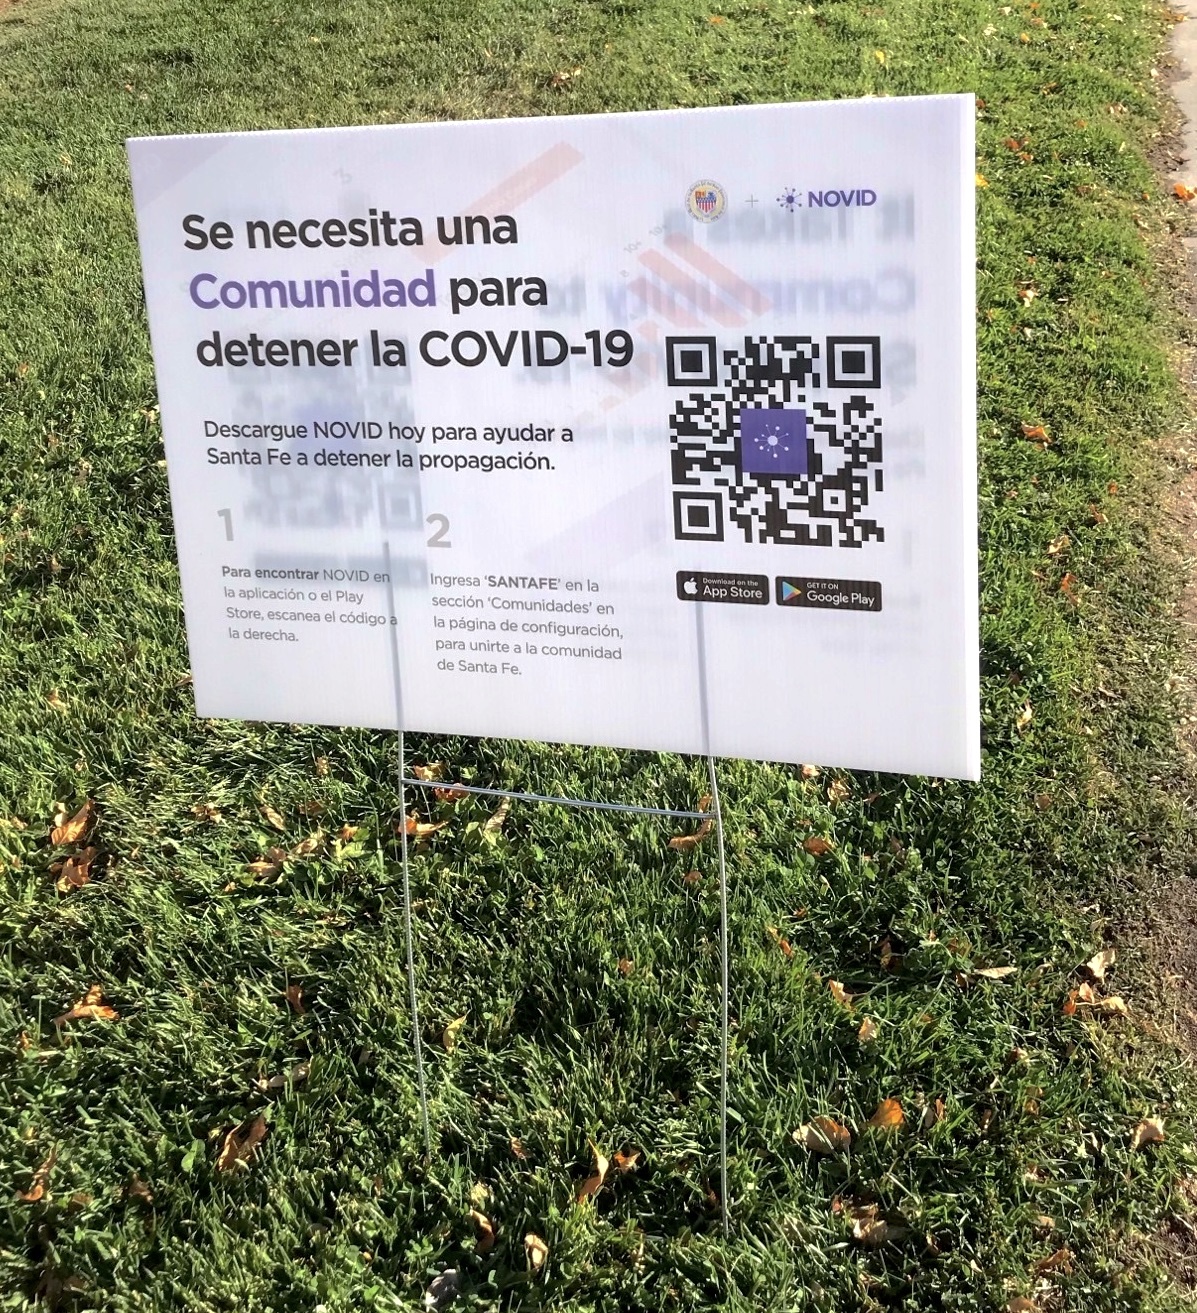 NOVID
Se necesita una
Comunidad para
detener la COVID-19
Descargue NOVID hoy para ayudar a
Santa Fe a detener la propagación.
1
Para encontrar NOVID en
la aplicación o el Play
Store, escanea el código a
la derecha.
2
Ingresa ‘SANTAFE’ en la
sección ‘Comunidades’ en
la página de configuración,
para unirte a la comunidad
de Santa Fe.
Download on the
App Store
GET IT ON
Google Play